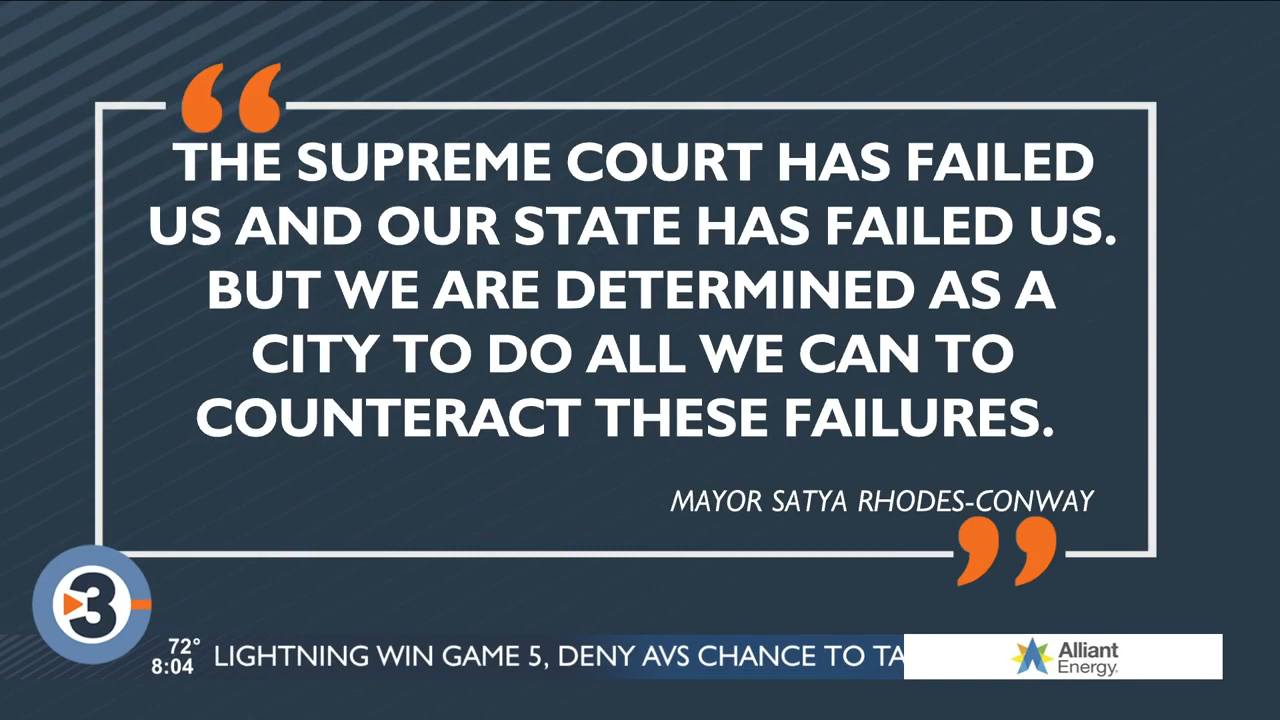 “
THE SUPREME COURT HAS FAILED
US AND OUR STATE HAS FAILED US.
BUT WE ARE DETERMINED AS A
CITY TO DO ALL WE CAN TO
COUNTERACT THESE FAILURES.
MAYOR SATYA RHODES-CONWAY
”
3
72°
8:04
LIGHTNING WIN GAME 5, DENY AVS CHANCE TO TA
Alliant
Energy.